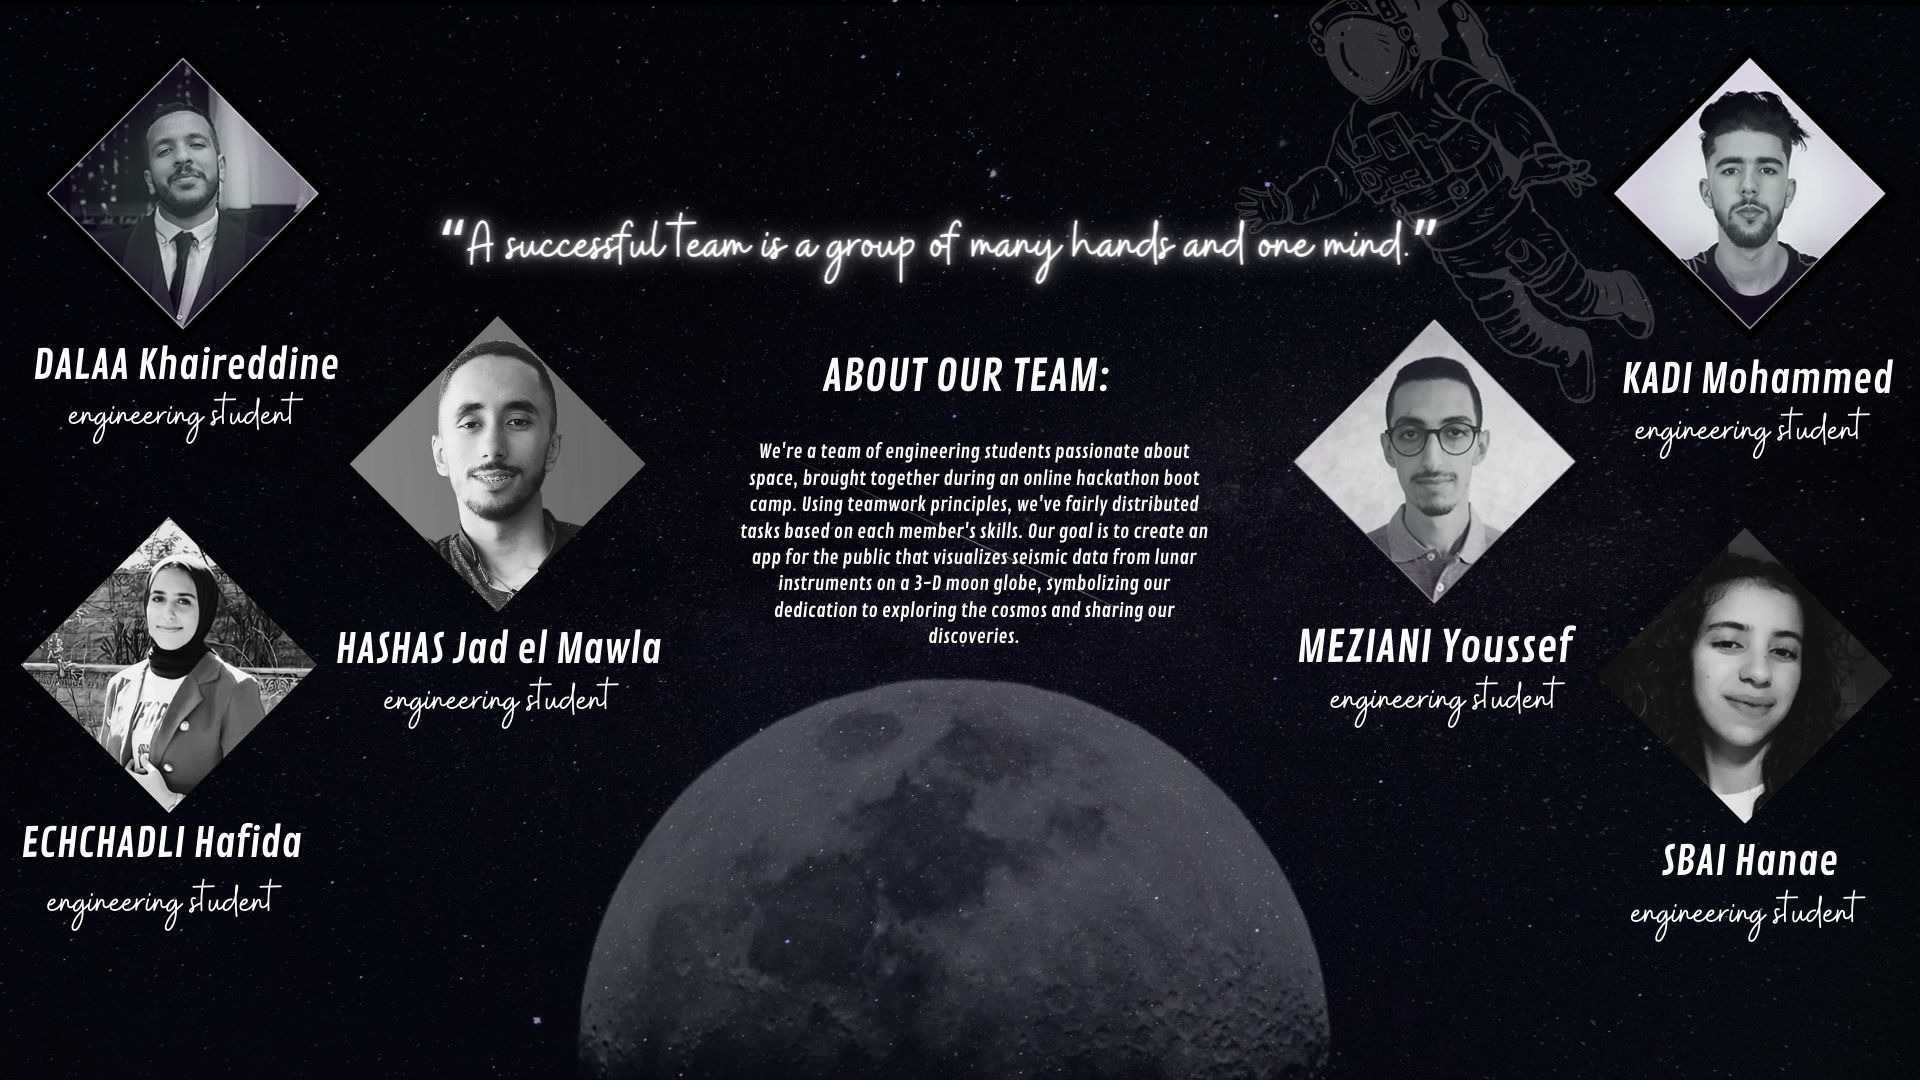 “A successful team is a group of many hands and one mind.”
DALAA Khaireddine
engineering student
HASHAS Jad el Mawla
engineering student
ECHCHADLI Hafida
engineering student
ABOUT OUR TEAM:
We're a team of engineering students passionate about
space, brought together during an online hackathon boot
camp. Using teamwork principles, we've fairly distributed
tasks based on each member's skills. Our goal is to create an
app for the public that visualizes seismic data from lunar
instruments on a 3-D moon globe, symbolizing our
dedication to exploring the cosmos and sharing our
discoveries.
MEZIANI Youssef
engineering student
KADI Mohammed
engineering student
SBAI Hanae
engineering student